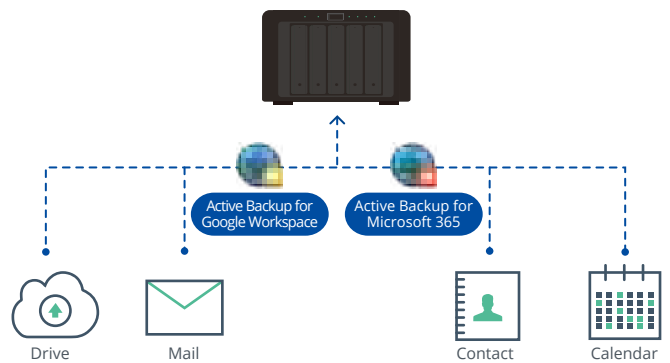 Active Backup for
Google Workspace
Active Backup for
Microsoft 365
Drive
Mail
Contact
Calendar